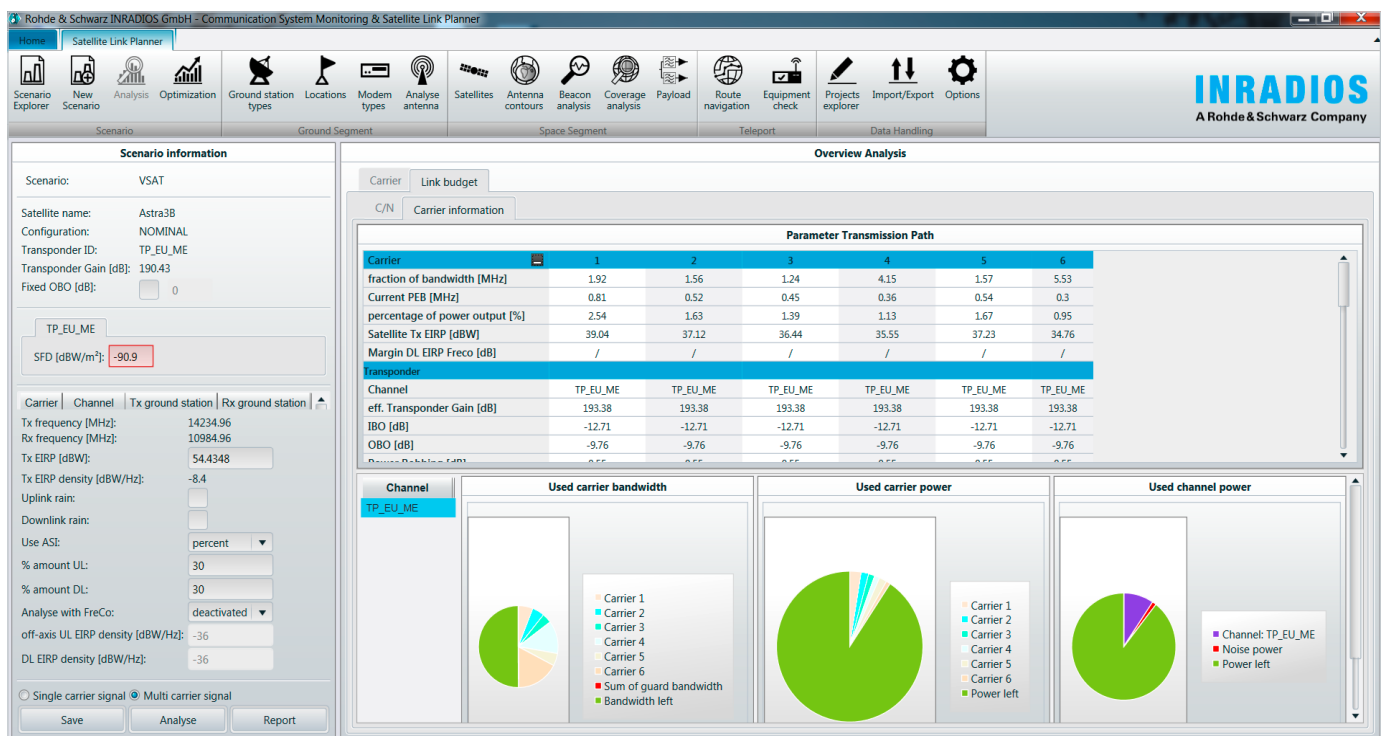 Rohde & Schwarz INRADIOS GmbH - Communication System Monitoring & Satellite Link Planner
Home Satellite Link Planner
Scenario Explorer New Scenario Analysis Optimization Ground station types Locations Modem types Analyse antenna Satellites Antenna contours Beacon analysis Coverage analysis Payload Route navigation Equipment check Projects explorer Import/Export Options
Scenario Ground Segment Space Segment Teleport Data Handling
INRADIOS
A Rohde & Schwarz Company
Scenario information
Scenario: VSAT
Satellite name: Astra3B
Configuration: NOMINAL
Transponder ID: TP_EU_ME
Transponder Gain [dB]: 190.43
Fixed OBO [dB]: 0
TP_EU_ME
SFD [dBW/m²]: -90.9
Carrier Channel Tx ground station Rx ground station
Tx frequency [MHz]: 14234.96
Rx frequency [MHz]: 10984.96
Tx EIRP [dBW]: 54.4348
Tx EIRP density [dBW/Hz]: -8.4
Uplink rain:
Downlink rain:
Use ASI: percent
% amount UL: 30
% amount DL: 30
Analyse with FreCo: deactivated
off-axis UL EIRP density [dBW/Hz]: -36
DL EIRP density [dBW/Hz]: -36
Single carrier signal Multi carrier signal
Save Analyse Report
Overview Analysis
Carrier Link budget
C/N Carrier information
Parameter Transmission Path
Carrier 1 2 3 4 5 6
fraction of bandwidth [MHz] 1.92 1.56 1.24 4.15 1.57 5.53
Current PEB [MHz] 0.81 0.52 0.45 0.36 0.54 0.3
percentage of power output [%] 2.54 1.63 1.39 1.13 1.67 0.95
Satellite Tx EIRP [dBW] 39.04 37.12 36.44 35.55 37.23 34.76
Margin DL EIRP Freco [dB] / / / / / /
Transponder
Channel TP_EU_ME TP_EU_ME TP_EU_ME TP_EU_ME TP_EU_ME TP_EU_ME
eff. Transponder Gain [dB] 193.38 193.38 193.38 193.38 193.38 193.38
IBO [dB] -12.71 -12.71 -12.71 -12.71 -12.71 -12.71
OBO [dB] -9.76 -9.76 -9.76 -9.76 -9.76 -9.76
Channel
TP_EU_ME
Used carrier bandwidth
Carrier 1
Carrier 2
Carrier 3
Carrier 4
Carrier 5
Carrier 6
Sum of guard bandwidth
Bandwidth left
Used carrier power
Carrier 1
Carrier 2
Carrier 3
Carrier 4
Carrier 5
Carrier 6
Power left
Used channel power
Channel: TP_EU_ME
Noise power
Power left